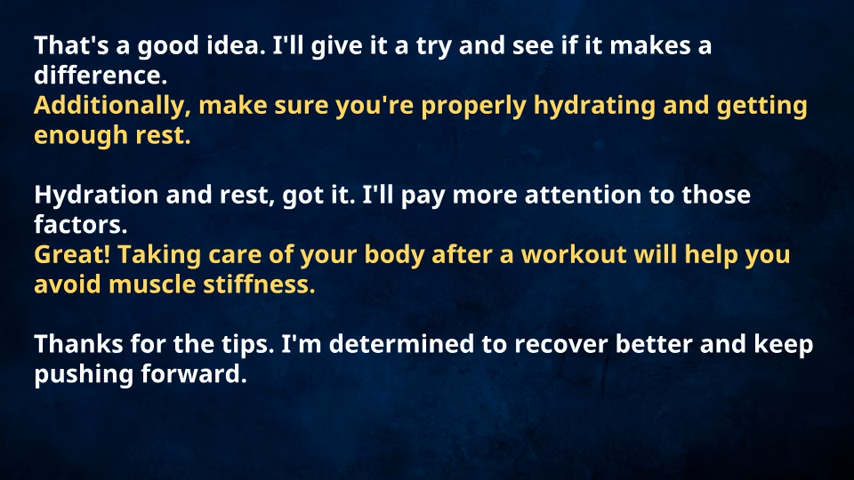 That's a good idea. I'll give it a try and see if it makes a
difference.
Additionally, make sure you're properly hydrating and getting
enough rest.
Hydration and rest, got it. I'll pay more attention to those
factors.
Great! Taking care of your body after a workout will help you
avoid muscle stiffness.
Thanks for the tips. I'm determined to recover better and keep
pushing forward.